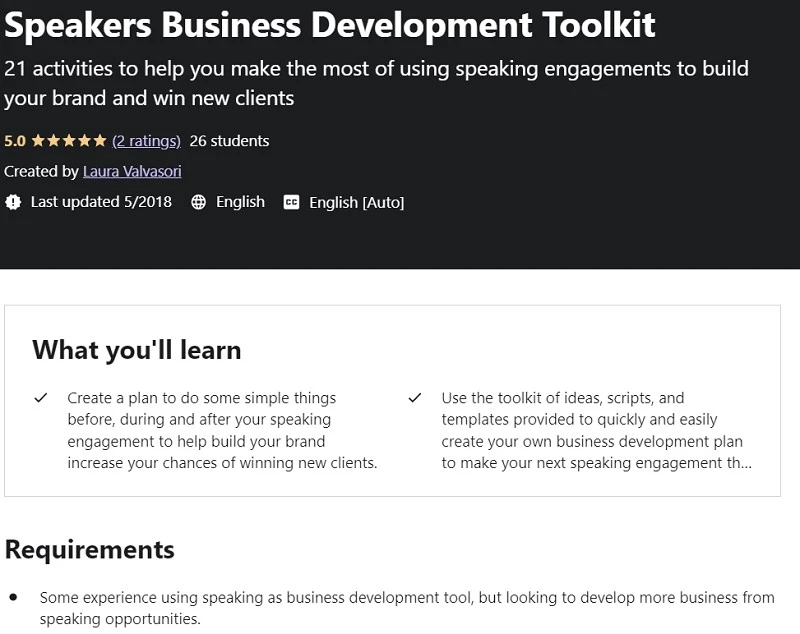 Speakers Business Development Toolkit
21 activities to help you make the most of using speaking engagements to build
your brand and win new clients
5.0 (2 ratings) 26 students
Created by Laura Valvasori
Last updated 5/2018 English CC English [Auto]
What you'll learn
Create a plan to do some simple things
before, during and after your speaking
engagement to help build your brand
increase your chances of winning new clients.
Use the toolkit of ideas, scripts, and
templates provided to quickly and easily
create your own business development plan
to make your next speaking engagement th...
Requirements
Some experience using speaking as business development tool, but looking to develop more business from
speaking opportunities.